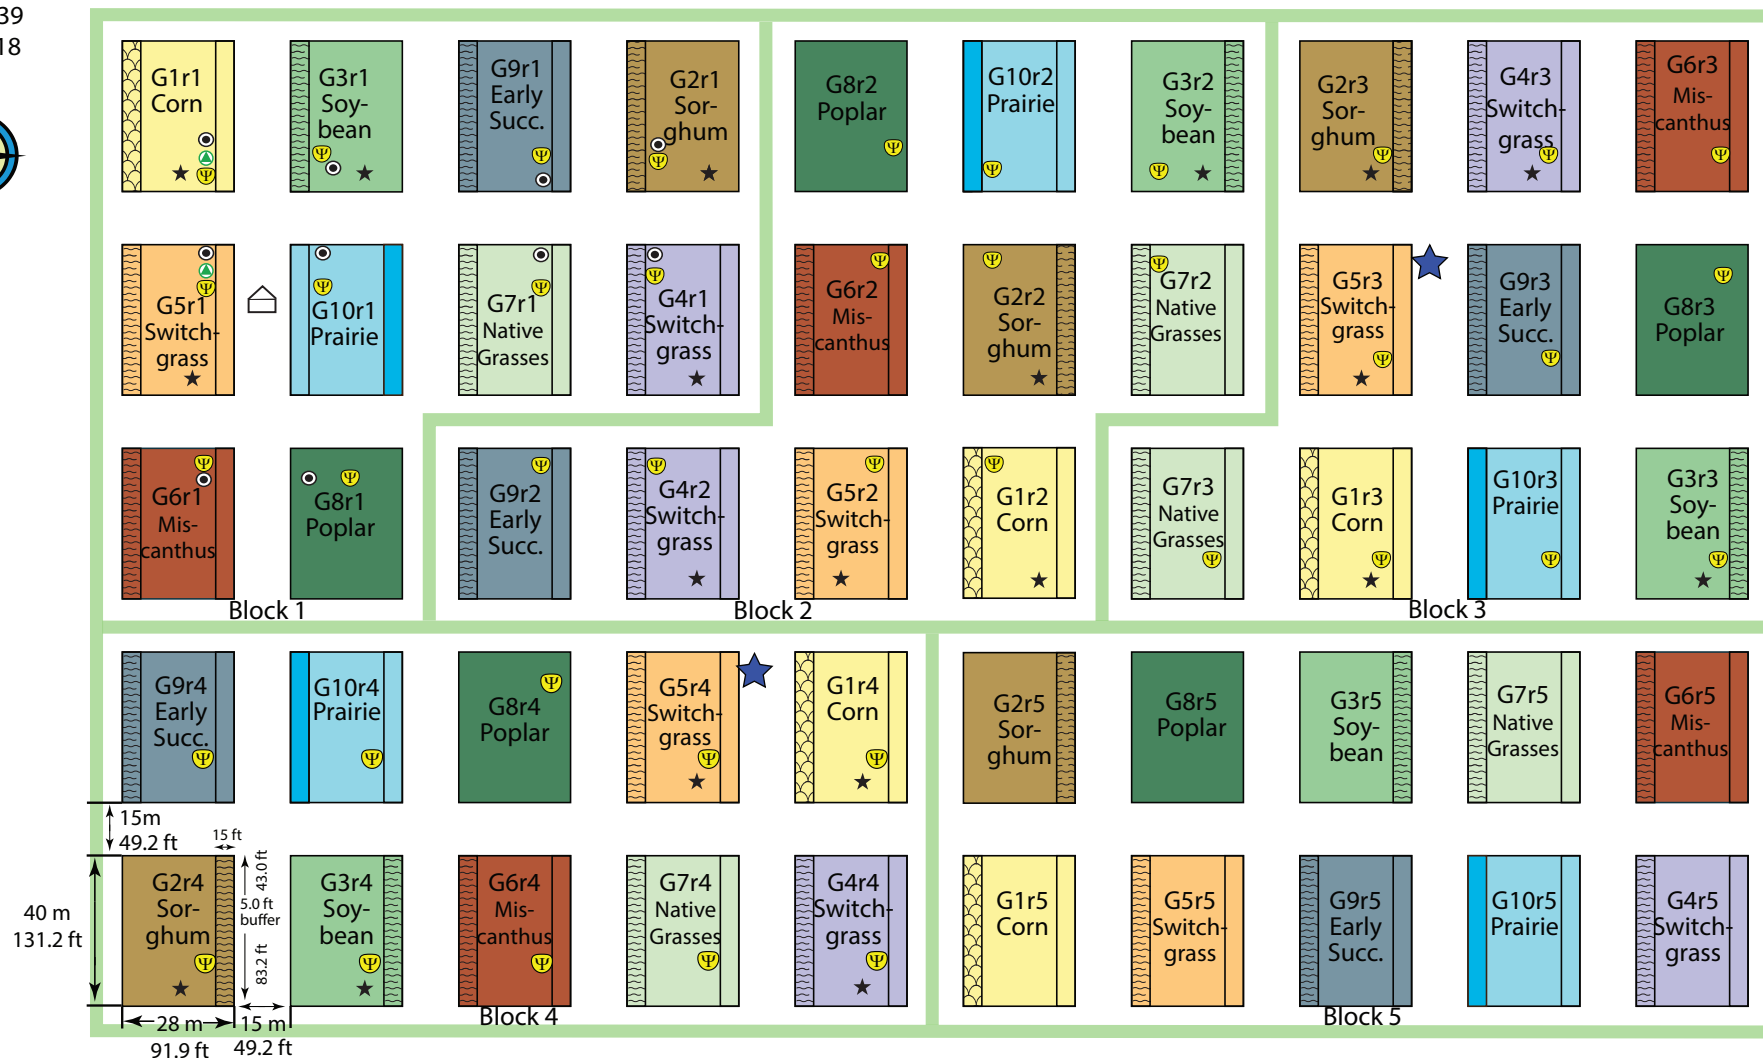 39
18
G1r1
Corn
G3r1
Soy-
bean
G9r1
Early
Succ.
G2r1
Sor-
ghum
G8r2
Poplar
G10r2
Prairie
G3r2
Soy-
bean
G2r3
Sor-
ghum
G4r3
Switch-
grass
G6r3
Mis-
canthus
G5r1
Switch-
grass
G10r1
Prairie
G7r1
Native
Grasses
G4r1
Switch-
grass
G6r2
Mis-
canthus
G2r2
Sor-
ghum
G7r2
Native
Grasses
G5r3
Switch-
grass
G9r3
Early
Succ.
G8r3
Poplar
G6r1
Mis-
canthus
G8r1
Poplar
G9r2
Early
Succ.
G4r2
Switch-
grass
G5r2
Switch-
grass
G1r2
Corn
G7r3
Native
Grasses
G1r3
Corn
G10r3
Prairie
G3r3
Soy-
bean
Block 1
Block 2
Block 3
G9r4
Early
Succ.
G10r4
Prairie
G8r4
Poplar
G5r4
Switch-
grass
G1r4
Corn
G2r5
Sor-
ghum
G8r5
Poplar
G3r5
Soy-
bean
G7r5
Native
Grasses
G6r5
Mis-
canthus
15m
49.2 ft
15 ft
43.0 ft
5.0 ft
buffer
83.2 ft
40 m
131.2 ft
G2r4
Sor-
ghum
G3r4
Soy-
bean
G6r4
Mis-
canthus
G7r4
Native
Grasses
G4r4
Switch-
grass
G1r5
Corn
G5r5
Switch-
grass
G9r5
Early
Succ.
G10r5
Prairie
G4r5
Switch-
grass
28 m
91.9 ft
15 m
49.2 ft
Block 4
Block 5